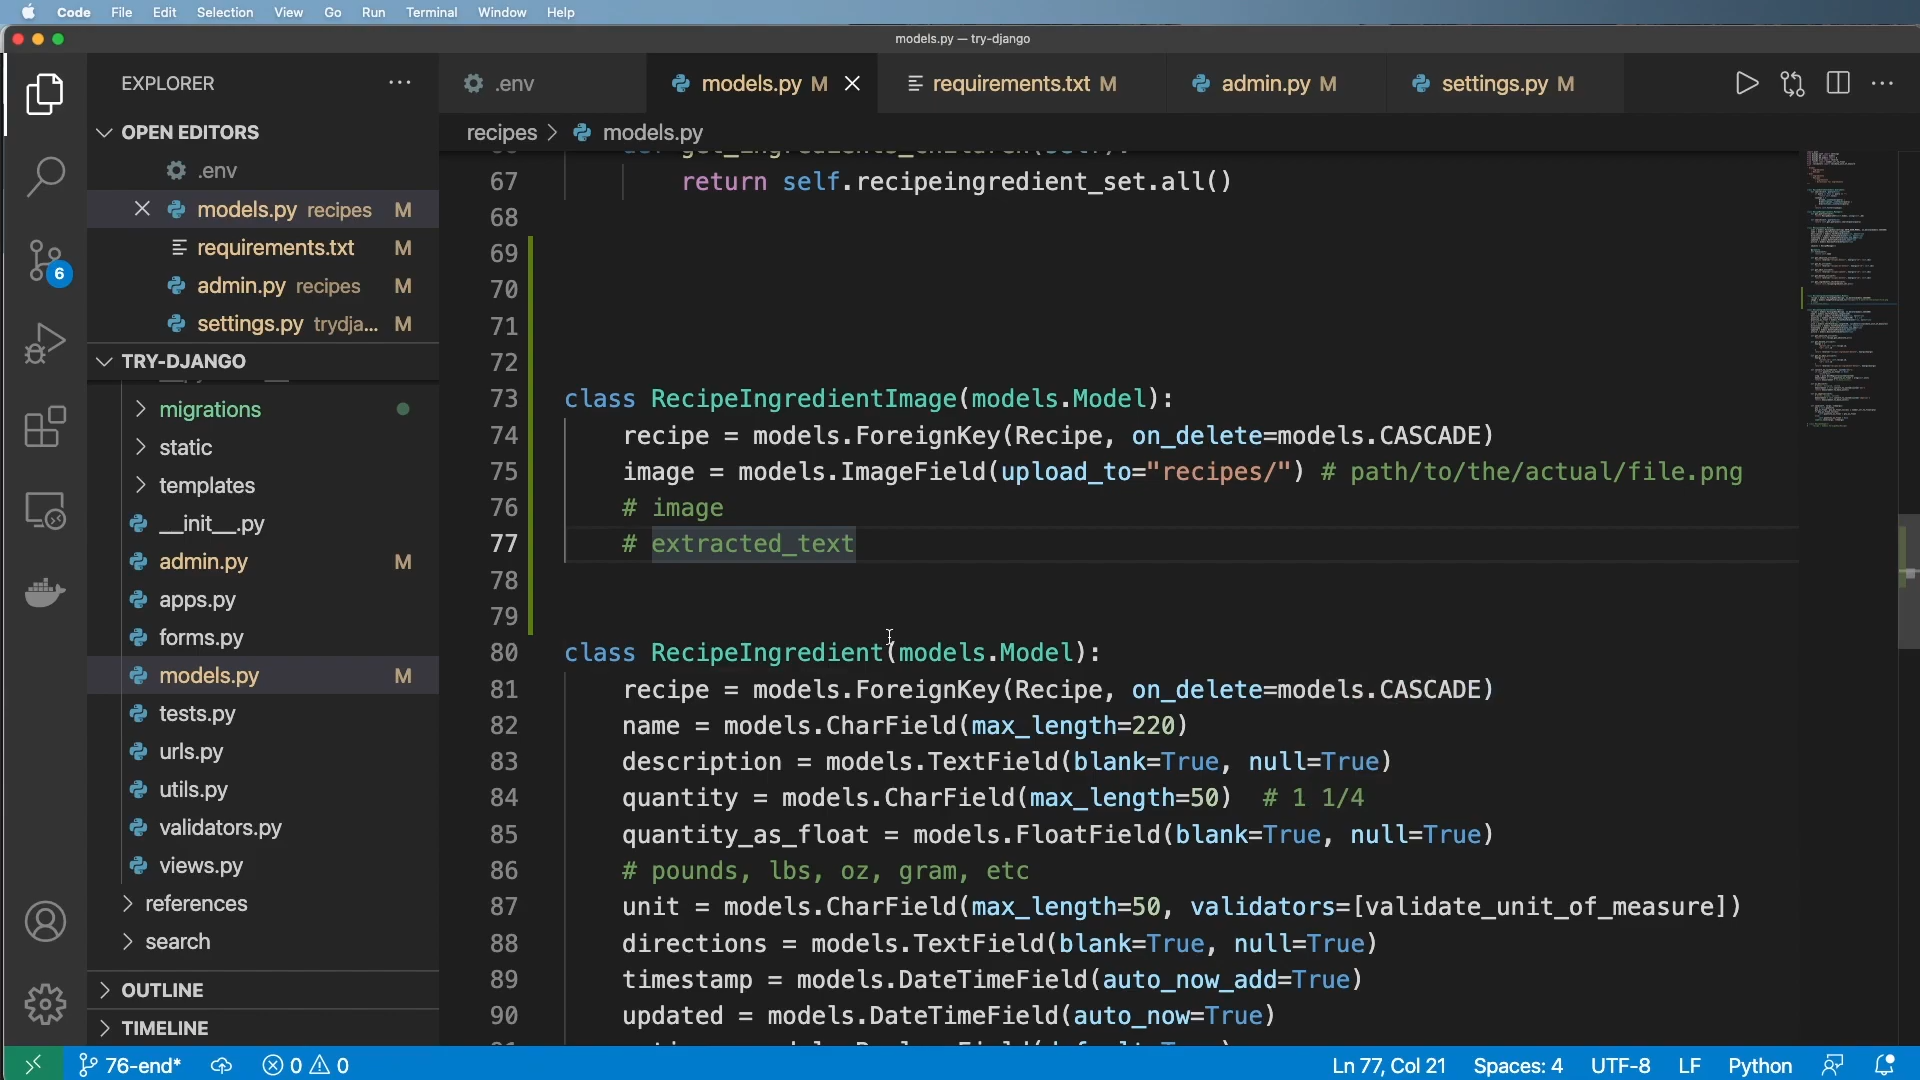 Code File Edit Selection View Go Run Terminal Window Help
models.py — try-django
EXPLORER
OPEN EDITORS
.env
models.py recipes M
requirements.txt M
admin.py recipes M
settings.py trydja... M
TRY-DJANGO
migrations
static
templates
__init__.py
admin.py M
apps.py
forms.py
models.py M
tests.py
urls.py
utils.py
validators.py
views.py
references
search
OUTLINE
TIMELINE
6
.env models.py M requirements.txt M admin.py M settings.py M
recipes > models.py
67 return self.recipeingredient_set.all()
68
69
70
71
72
73 class RecipeIngredientImage(models.Model):
74 recipe = models.ForeignKey(Recipe, on_delete=models.CASCADE)
75 image = models.ImageField(upload_to="recipes/") # path/to/the/actual/file.png
76 # image
77 # extracted_text
78
79
80 class RecipeIngredient(models.Model):
81 recipe = models.ForeignKey(Recipe, on_delete=models.CASCADE)
82 name = models.CharField(max_length=220)
83 description = models.TextField(blank=True, null=True)
84 quantity = models.CharField(max_length=50) # 1 1/4
85 quantity_as_float = models.FloatField(blank=True, null=True)
86 # pounds, lbs, oz, gram, etc
87 unit = models.CharField(max_length=50, validators=[validate_unit_of_measure])
88 directions = models.TextField(blank=True, null=True)
89 timestamp = models.DateTimeField(auto_now_add=True)
90 updated = models.DateTimeField(auto_now=True)
76-end* 0 0 Ln 77, Col 21 Spaces: 4 UTF-8 LF Python